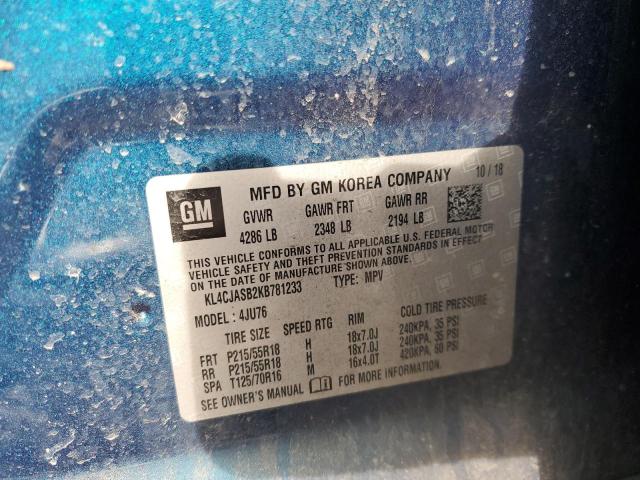 GM
MFD BY GM KOREA COMPANY 10 / 18
GVWR GAWR FRT GAWR RR
4286 LB 2348 LB 2194 LB
THIS VEHICLE CONFORMS TO ALL APPLICABLE U.S. FEDERAL MOTOR
VEHICLE SAFETY AND THEFT PREVENTION STANDARDS IN EFFECT
ON THE DATE OF MANUFACTURE SHOWN ABOVE.
KL4CJASB2KB781233 TYPE: MPV
MODEL : 4JU76
TIRE SIZE SPEED RTG RIM COLD TIRE PRESSURE
FRT P215/55R18 H 18x7.0J 240KPA, 35 PSI
RR P215/55R18 H 18x7.0J 240KPA, 35 PSI
SPA T125/70R16 M 16x4.0T 420KPA, 60 PSI
SEE OWNER'S MANUAL FOR MORE INFORMATION.